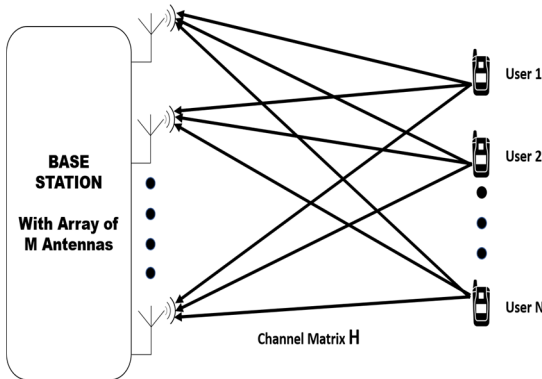 BASE
STATION
With Array of
M Antennas
User 1
User 2
User N
Channel Matrix H